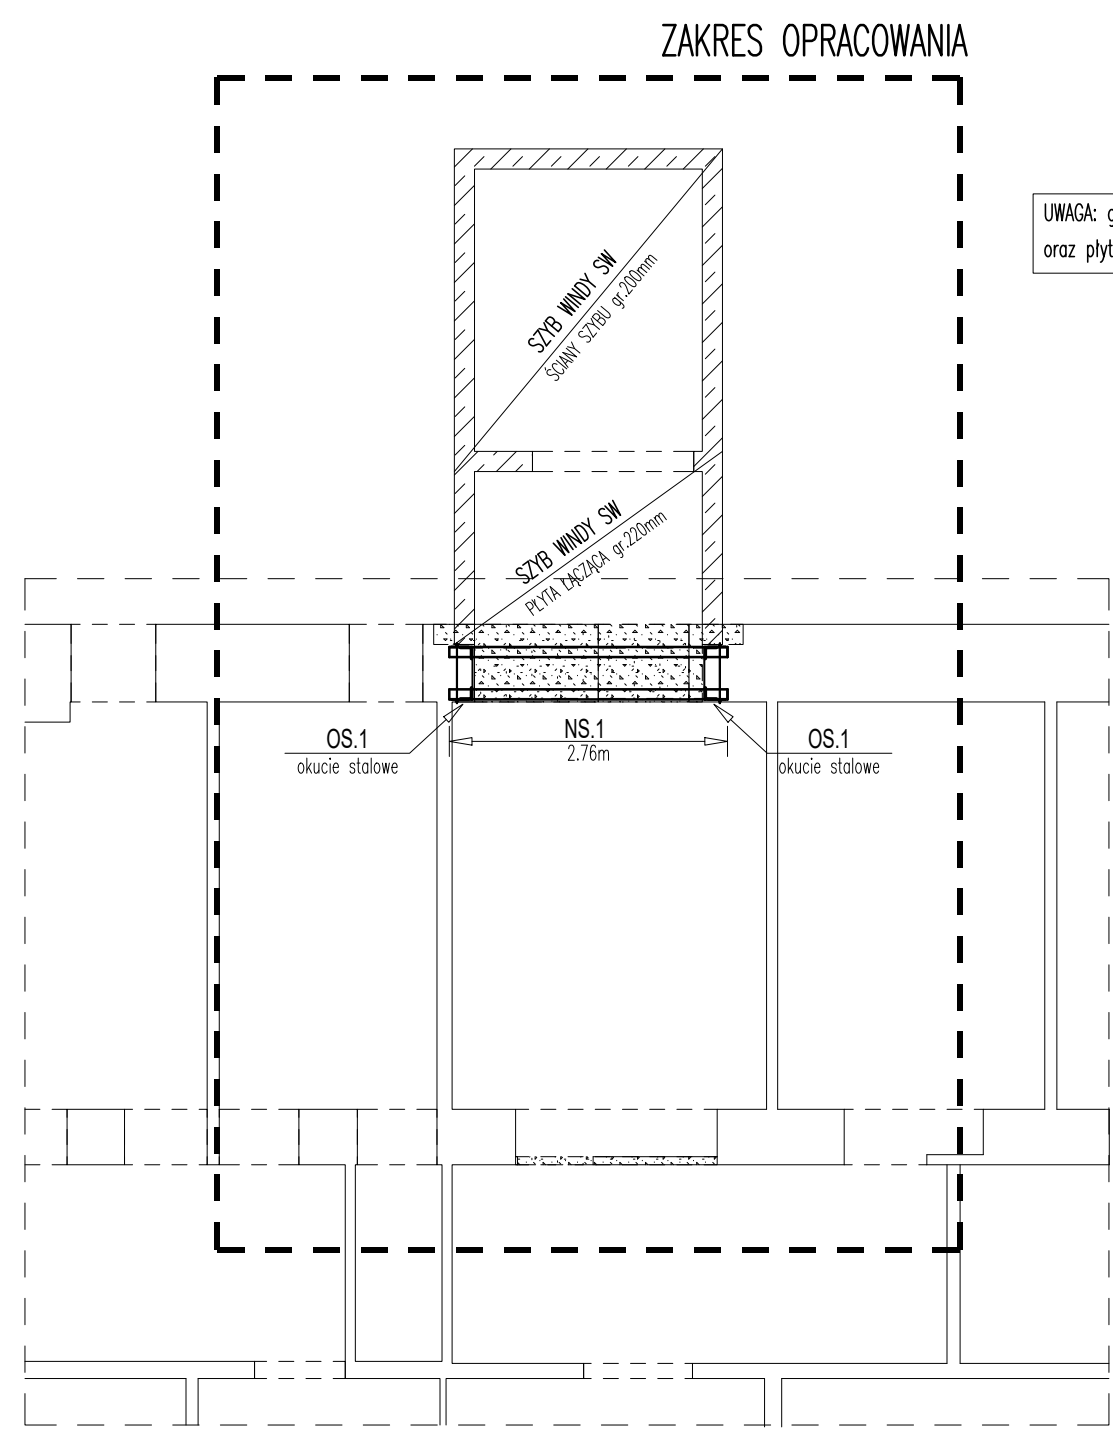 ZAKRES OPRACOWANIA
UWAGA: g
oraz płyt
SZYB WINDY SW
ŚCIANY SZYBU gr.200mm
SZYB WINDY SW
PŁYTA ŁĄCZĄCA gr.220mm
OS.1
okucie stalowe
NS.1
2.76m
OS.1
okucie stalowe